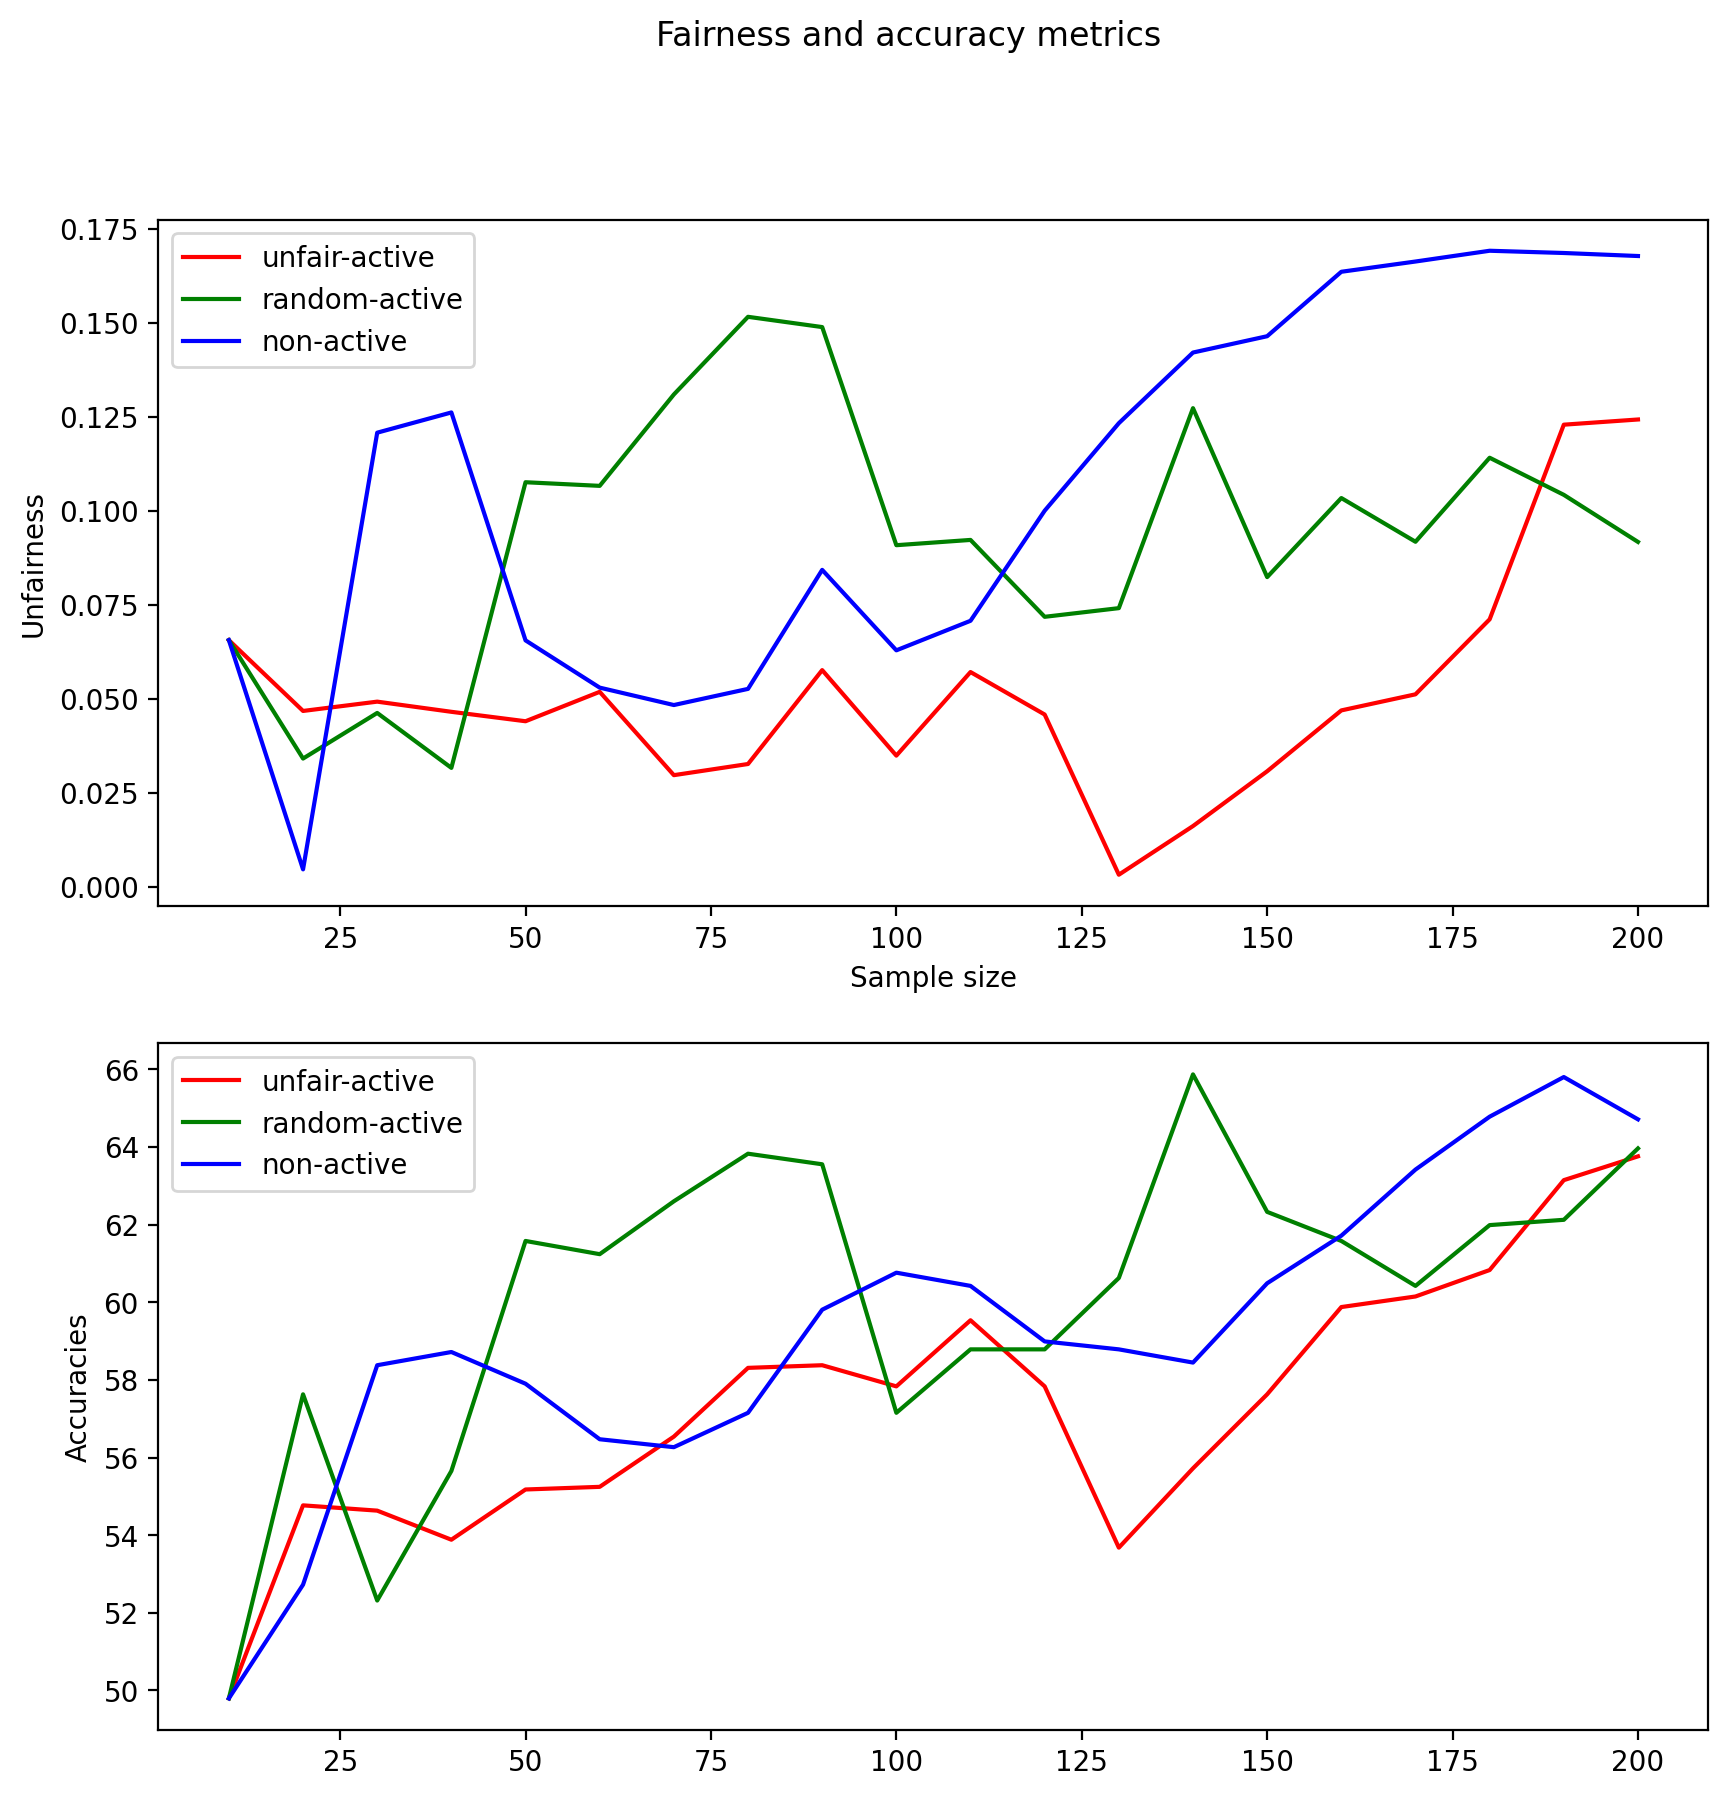 Fairness and accuracy metrics
0.175
0.150
0.125
0.100
0.075
0.050
0.025
0.000
Unfairness
unfair-active
random-active
non-active
25 50 75 100 125 150 175 200
Sample size
66
64
62
60
58
56
54
52
50
Accuracies
unfair-active
random-active
non-active
25 50 75 100 125 150 175 200